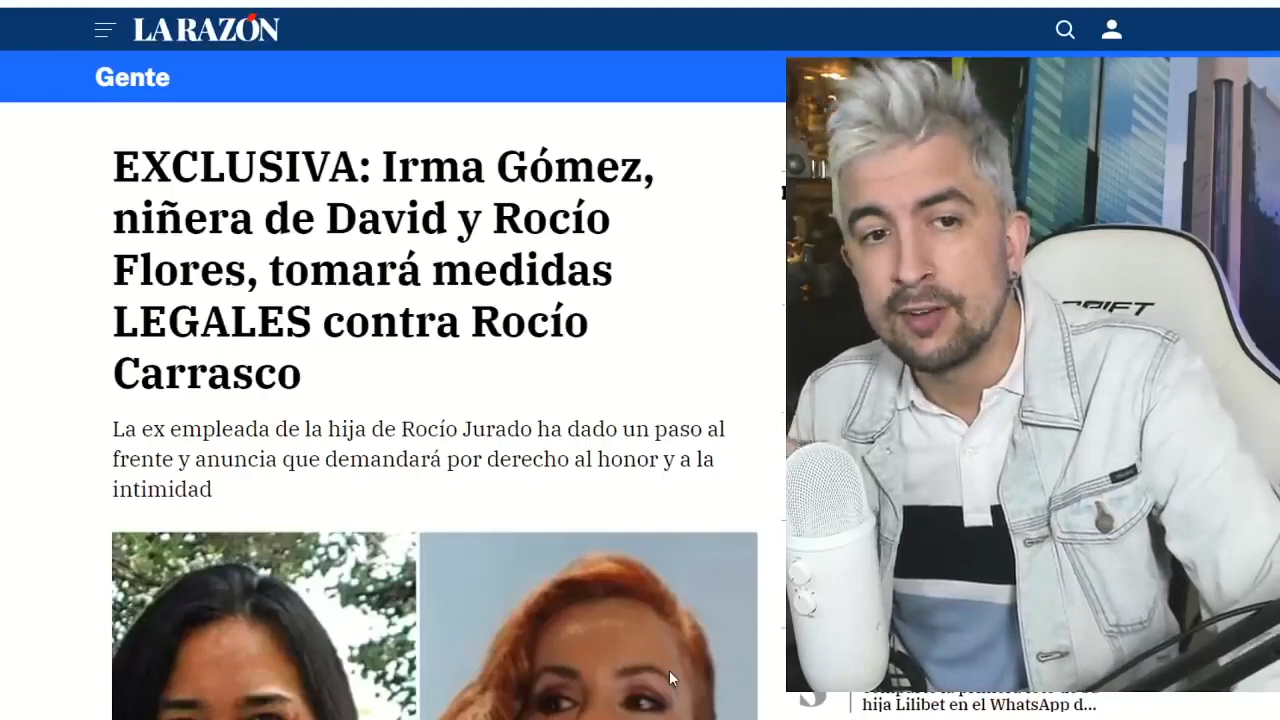 LA RAZÓN
Gente
EXCLUSIVA: Irma Gómez,
niñera de David y Rocío
Flores, tomará medidas
LEGALES contra Rocío
Carrasco
La ex empleada de la hija de Rocío Jurado ha dado un paso al
frente y anuncia que demandará por derecho al honor y a la
intimidad
DRIFT
hija Lilibet en el WhatsApp d...